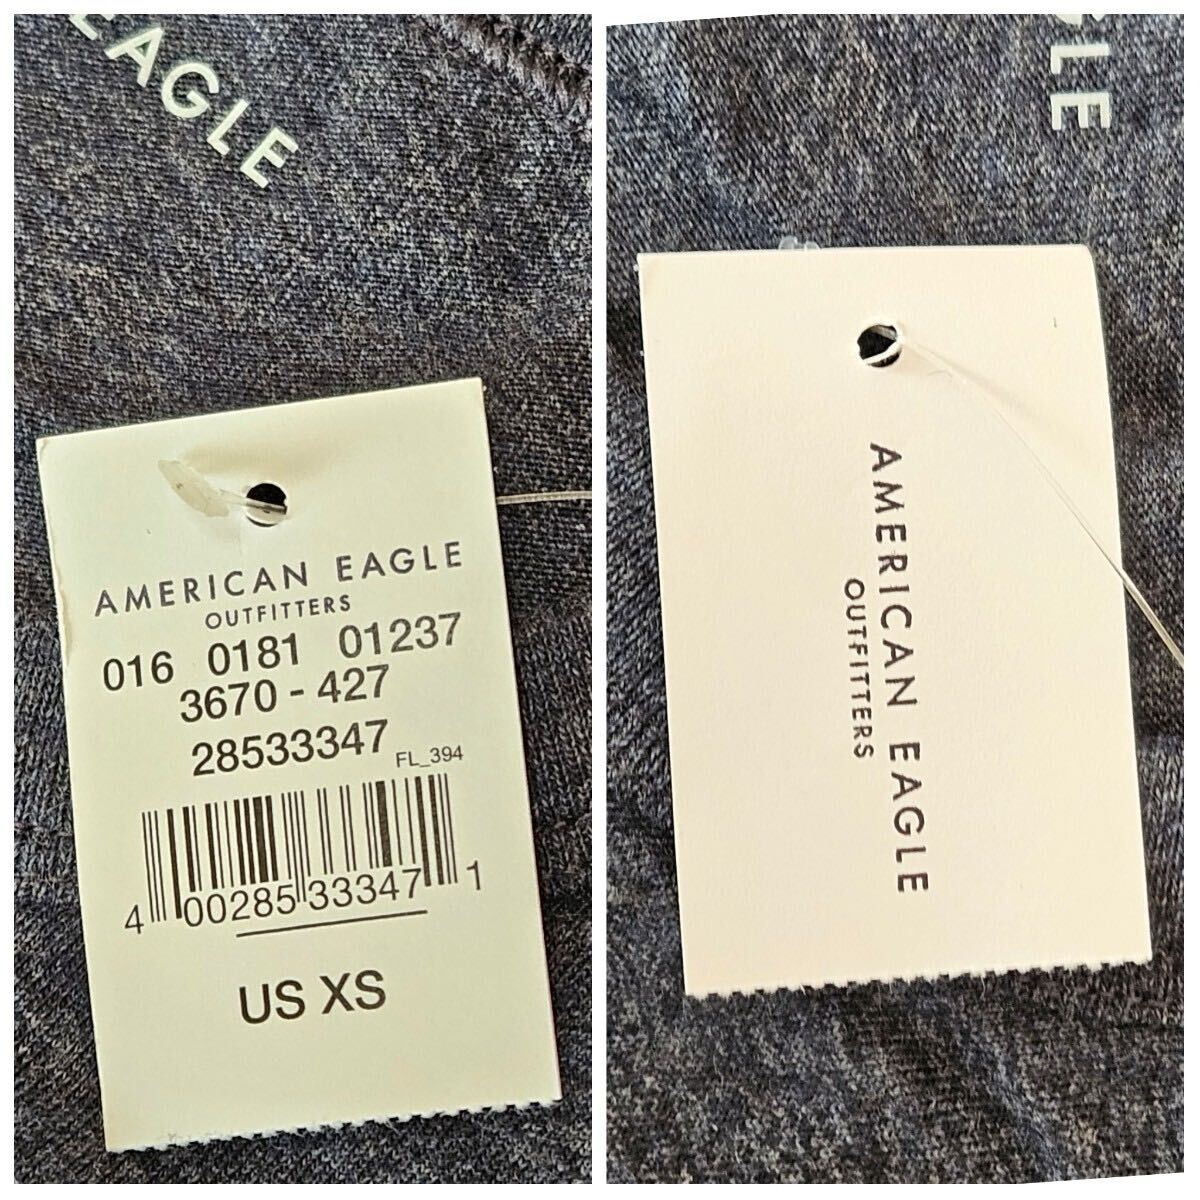 EAGLE
AMERICAN EAGLE
OUTFITTERS
016 0181 01237
3670 - 427
28533347
FL_394
4 00285 33347 1
US XS
GLE
AMERICAN EAGLE
OUTFITTERS